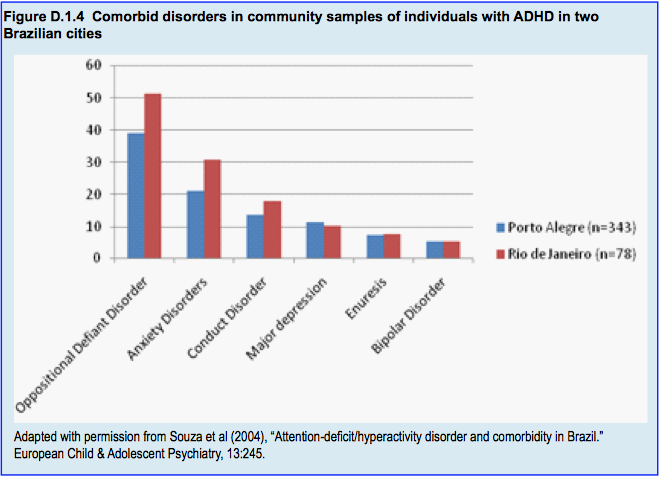 Figure D.1.4  Comorbid disorders in community samples of individuals with ADHD in two
Brazilian cities
60
50
40
30
20
10
0
Oppositional Defiant Disorder
Anxiety Disorders
Conduct Disorder
Major depression
Enuresis
Bipolar Disorder
Porto Alegre (n=343)
Rio de Janeiro (n=78)
Adapted with permission from Souza et al (2004), “Attention-deficit/hyperactivity disorder and comorbidity in Brazil.”
European Child & Adolescent Psychiatry, 13:245.